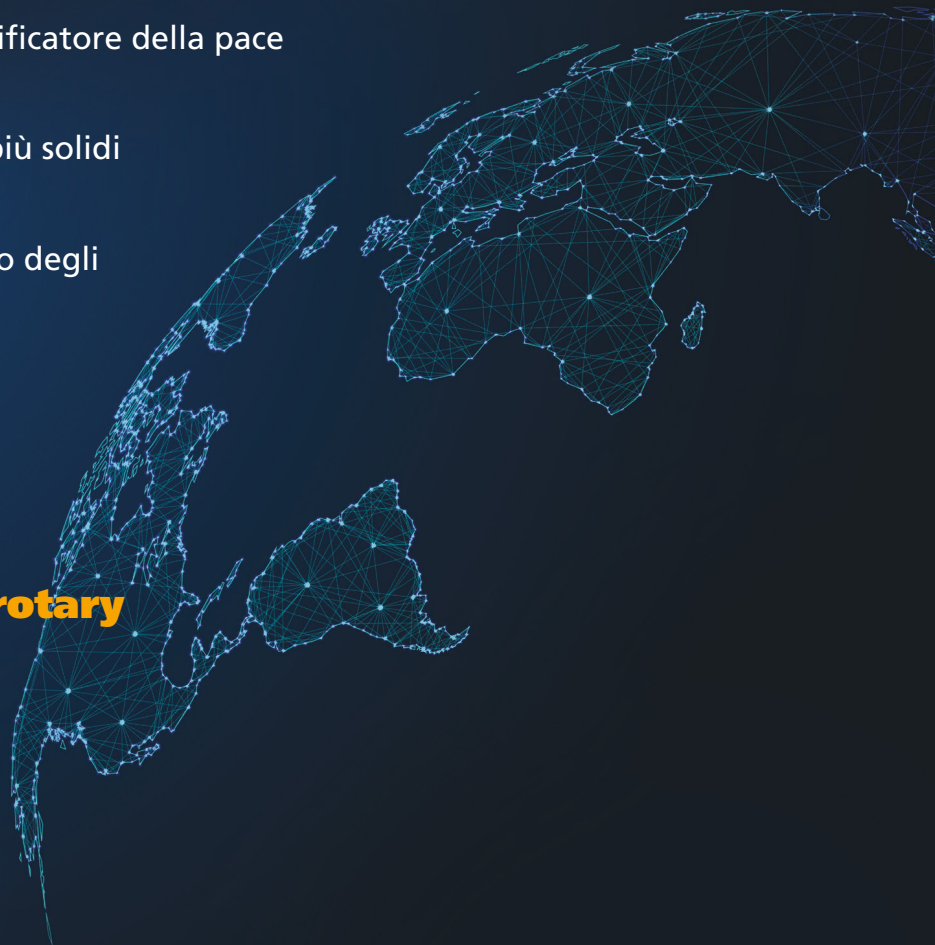 ificatore della pace
più solidi
o degli
rotary